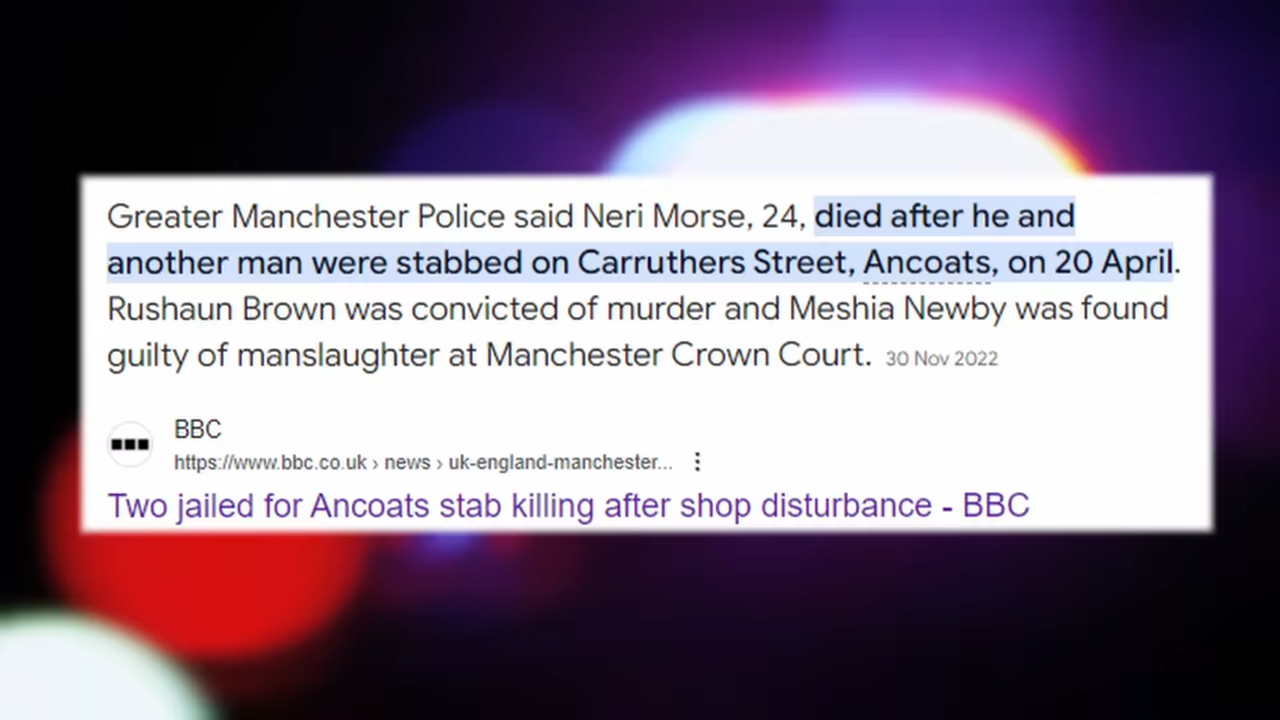 Greater Manchester Police said Neri Morse, 24, died after he and
another man were stabbed on Carruthers Street, Ancoats, on 20 April.
Rushaun Brown was convicted of murder and Meshia Newby was found
guilty of manslaughter at Manchester Crown Court. 30 Nov 2022
BBC
https://www.bbc.co.uk › news › uk-england-manchester...
Two jailed for Ancoats stab killing after shop disturbance - BBC